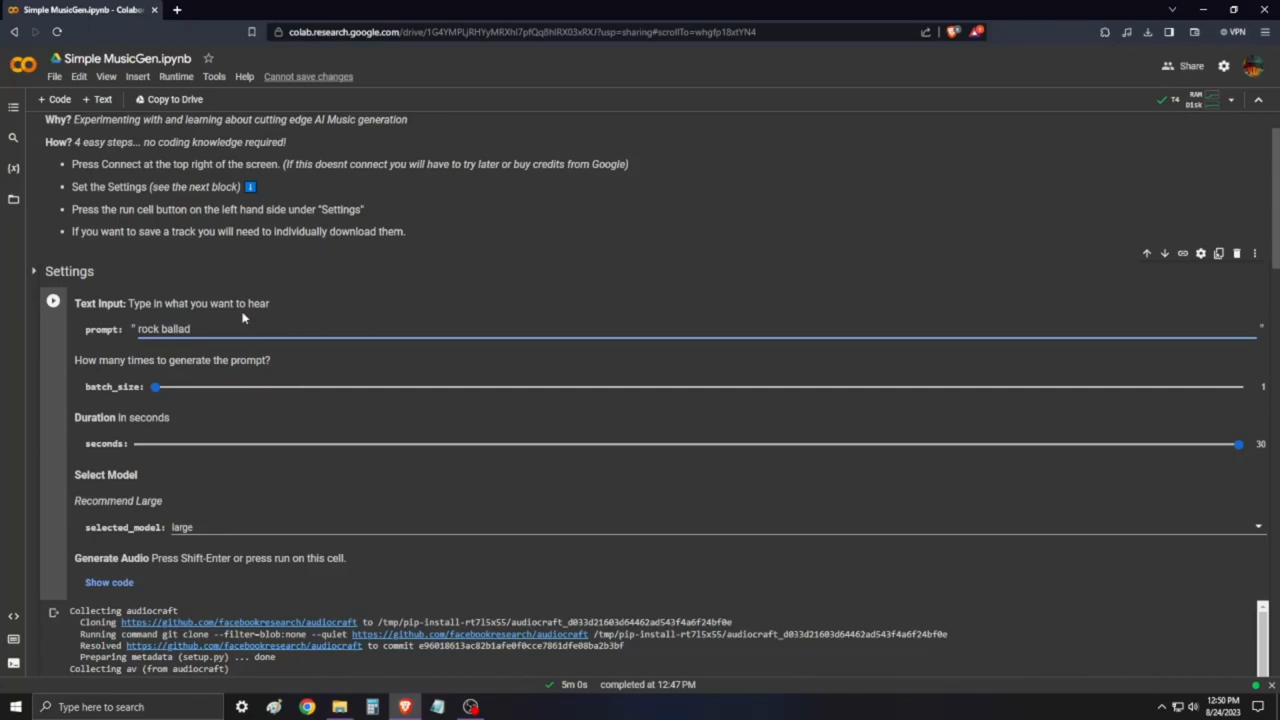 Simple MusicGen.ipynb - Colabo
colab.research.google.com/drive/1G4YMPLjRHYyMRXhI7pfQq8hIRX03xRXJ?usp=sharing#scrollTo=whgfp18xtYN4
VPN
Simple MusicGen.ipynb
File Edit View Insert Runtime Tools Help Cannot save changes
Share
+ Code + Text Copy to Drive
T4 RAM
Disk
Why? Experimenting with and learning about cutting edge AI Music generation
How? 4 easy steps... no coding knowledge required!
• Press Connect at the top right of the screen. (If this doesnt connect you will have to try later or buy credits from Google)
• Set the Settings (see the next block) ⬇️
• Press the run cell button on the left hand side under "Settings"
• If you want to save a track you will need to individually download them.
Settings
Text Input: Type in what you want to hear
prompt: " rock ballad "
How many times to generate the prompt?
batch_size: 1
Duration in seconds
seconds: 30
Select Model
Recommend Large
selected_model: large
Generate Audio Press Shift-Enter or press run on this cell.
Show code
Collecting audiocraft
Cloning https://github.com/facebookresearch/audiocraft to /tmp/pip-install-rt7l5x55/audiocraft_d033d21603d64462ad543f4a6f54bf0e
Running command git clone --filter=blob:none --quiet https://github.com/facebookresearch/audiocraft /tmp/pip-install-rt7l5x55/audiocraft_d033d21603d64462ad543f4a6f54bf0e
Resolved https://github.com/facebookresearch/audiocraft to commit e96018613ac82b1afe0f0cce7861dfe08ba2b3bf
Preparing metadata (setup.py) ... done
Collecting av (from audiocraft)
5m 0s completed at 12:47 PM
Type here to search
12:50 PM
8/24/2023